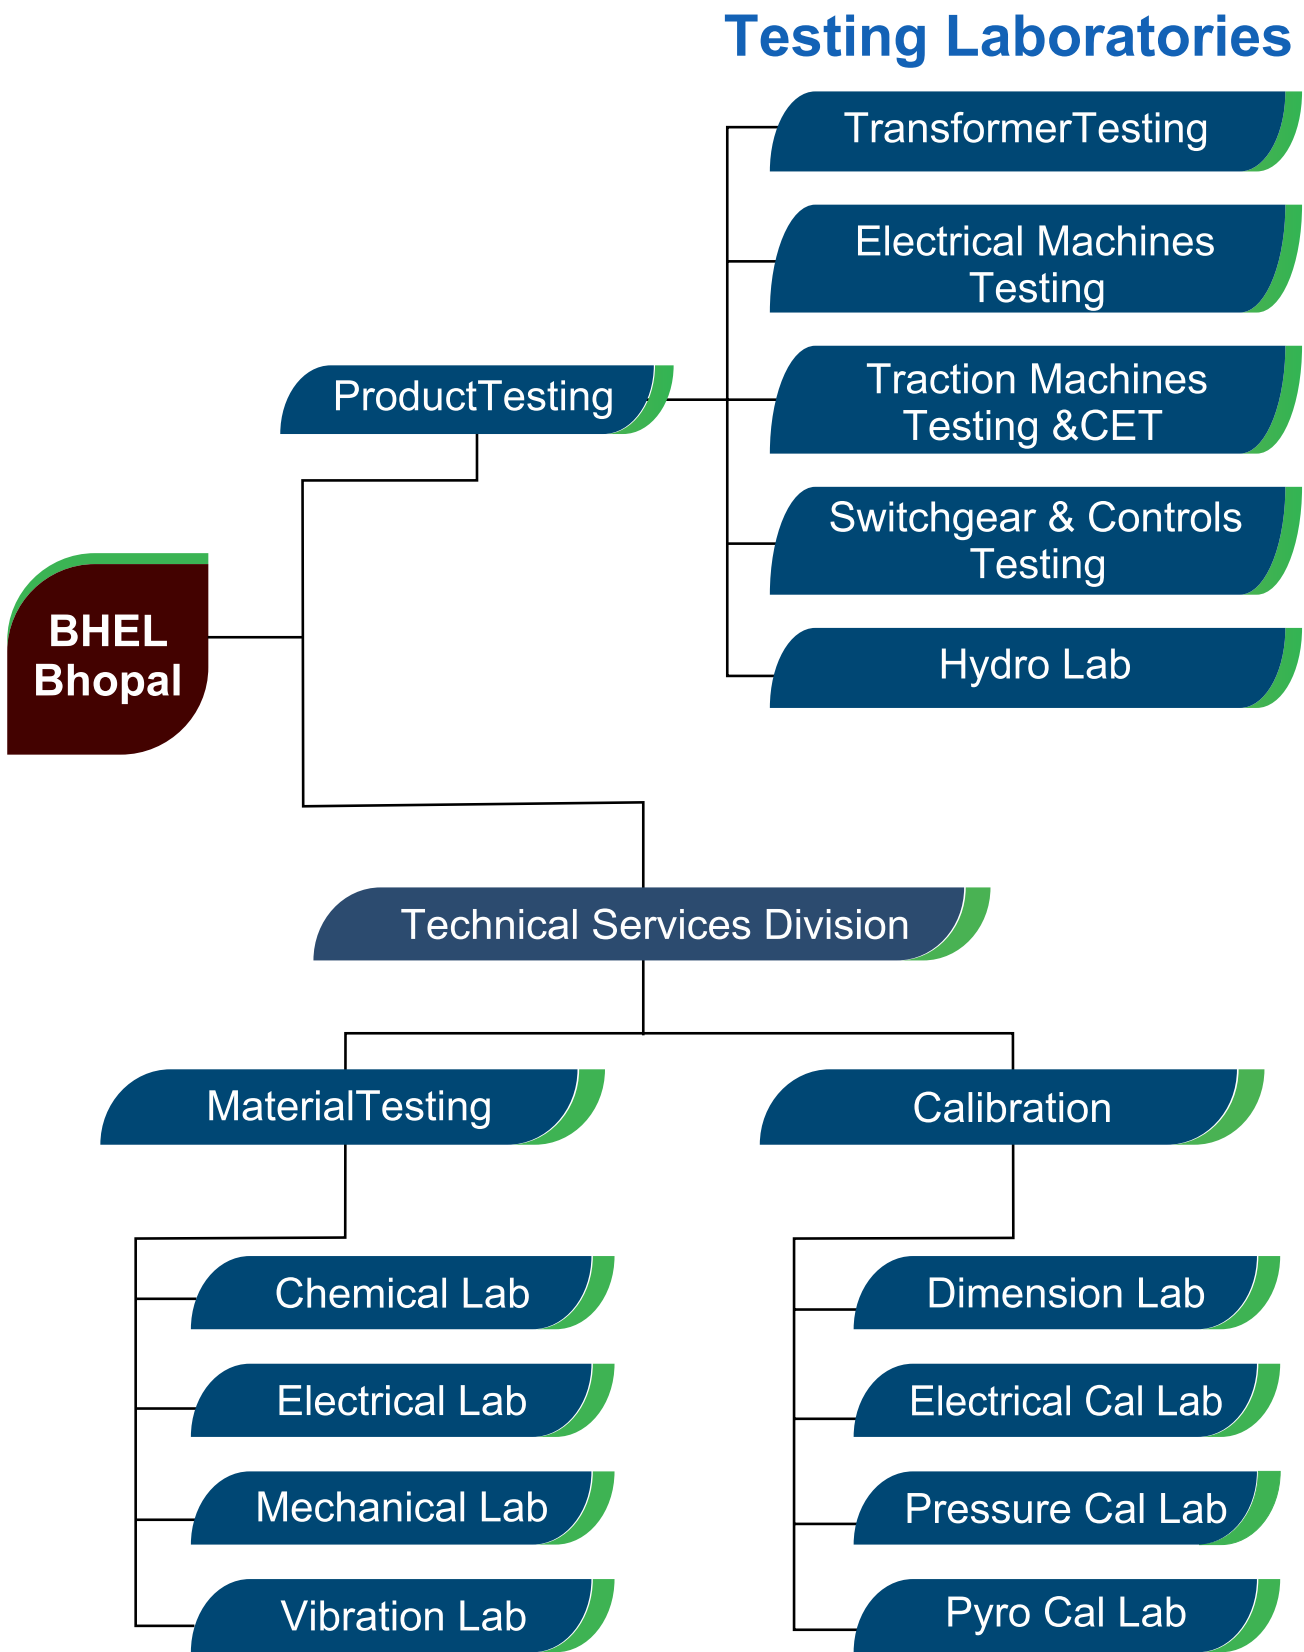 Testing Laboratories
TransformerTesting
Electrical Machines
Testing
Traction Machines
Testing &CET
Switchgear & Controls
Testing
Hydro Lab
ProductTesting
BHEL
Bhopal
Technical Services Division
MaterialTesting
Calibration
Chemical Lab
Electrical Lab
Mechanical Lab
Vibration Lab
Dimension Lab
Electrical Cal Lab
Pressure Cal Lab
Pyro Cal Lab